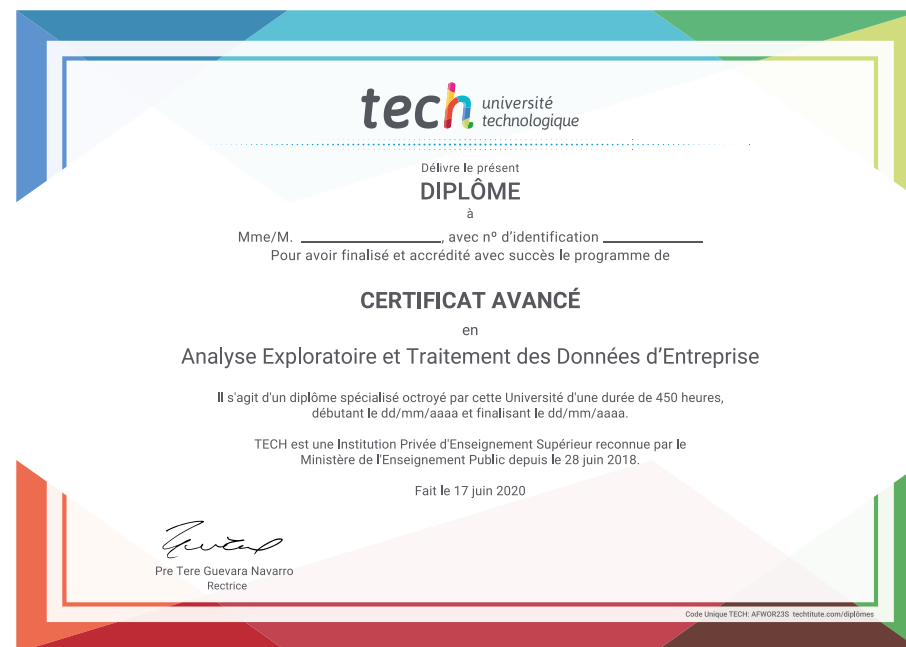 tech université
technologique
Délivre le présent
DIPLÔME
à
Mme/M. ____________________, avec nº d'identification ______________
Pour avoir finalisé et accrédité avec succès le programme de
CERTIFICAT AVANCÉ
en
Analyse Exploratoire et Traitement des Données d'Entreprise
Il s'agit d'un diplôme spécialisé octroyé par cette Université d'une durée de 450 heures,
débutant le dd/mm/aaaa et finalisant le dd/mm/aaaa.
TECH est une Institution Privée d'Enseignement Supérieur reconnue par le
Ministère de l'Enseignement Public depuis le 28 juin 2018.
Fait le 17 juin 2020
Pre Tere Guevara Navarro
Rectrice
Code Unique TECH: AFWOR23S techtitute.com/diplômes